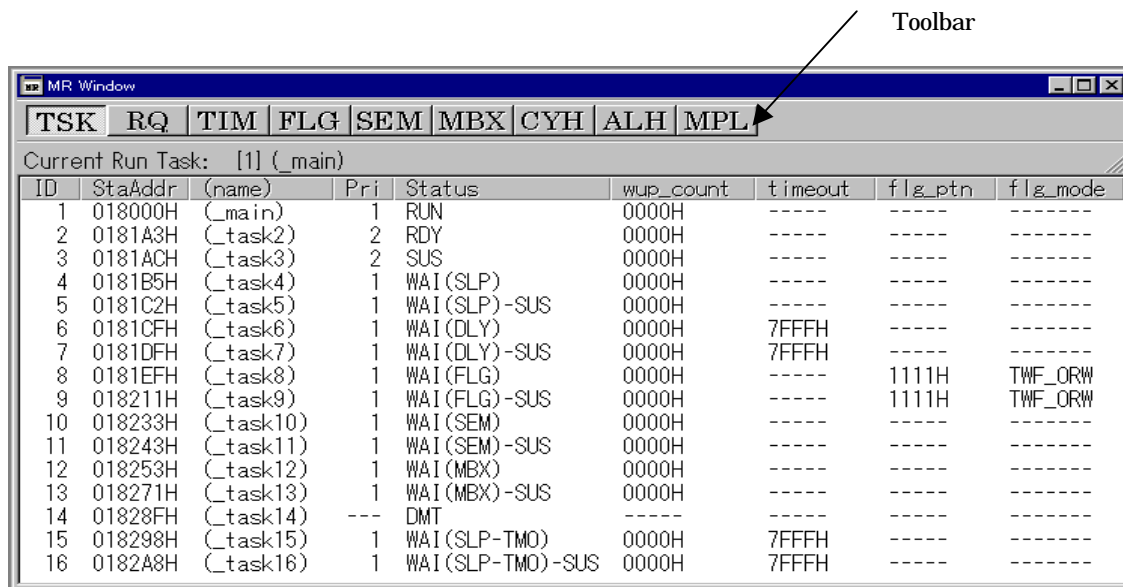 Toolbar
MR Window
TSK RQ TIM FLG SEM MBX CYH ALH MPL
Current Run Task: [1] (_main)
ID StaAddr (name) Pri Status wup_count timeout flg_ptn flg_mode
1 018000H (_main) 1 RUN 0000H ----- ----- -------
2 0181A3H (_task2) 2 RDY 0000H ----- ----- -------
3 0181ACH (_task3) 2 SUS 0000H ----- ----- -------
4 0181B5H (_task4) 1 WAI(SLP) 0000H ----- ----- -------
5 0181C2H (_task5) 1 WAI(SLP)-SUS 0000H ----- ----- -------
6 0181CFH (_task6) 1 WAI(DLY) 0000H 7FFFH ----- -------
7 0181DFH (_task7) 1 WAI(DLY)-SUS 0000H 7FFFH ----- -------
8 0181EFH (_task8) 1 WAI(FLG) 0000H ----- 1111H TWF_ORW
9 018211H (_task9) 1 WAI(FLG)-SUS 0000H ----- 1111H TWF_ORW
10 018233H (_task10) 1 WAI(SEM) 0000H ----- ----- -------
11 018243H (_task11) 1 WAI(SEM)-SUS 0000H ----- ----- -------
12 018253H (_task12) 1 WAI(MBX) 0000H ----- ----- -------
13 018271H (_task13) 1 WAI(MBX)-SUS 0000H ----- ----- -------
14 01828FH (_task14) --- DMT ----- ----- ----- -------
15 018298H (_task15) 1 WAI(SLP-TMO) 0000H 7FFFH ----- -------
16 0182A8H (_task16) 1 WAI(SLP-TMO)-SUS 0000H 7FFFH ----- -------